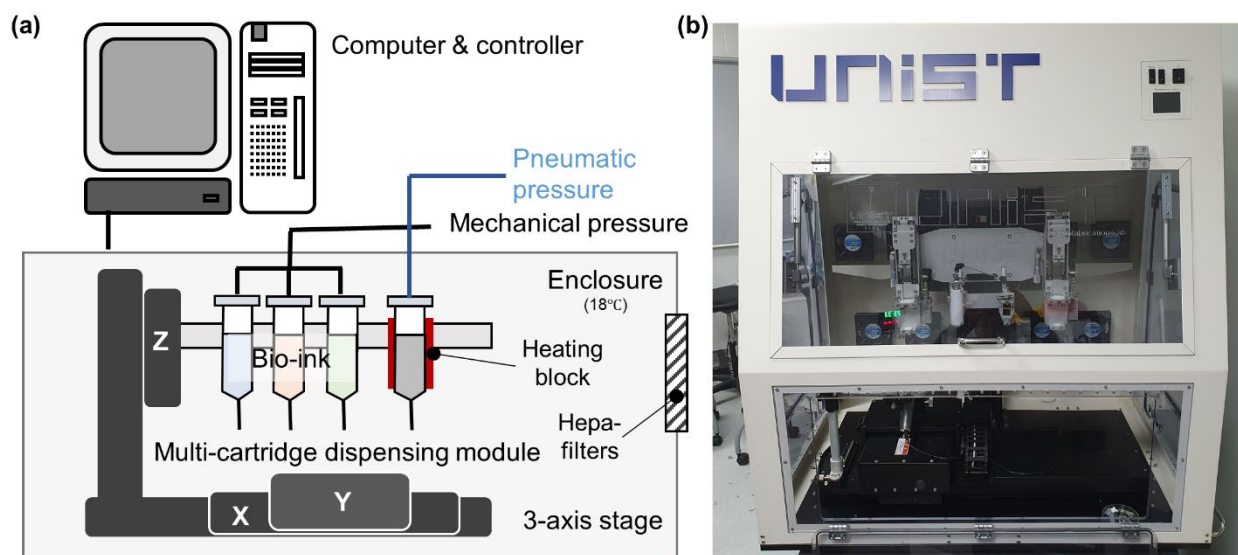 (a)
Computer & controller
Pneumatic
pressure
Mechanical pressure
Enclosure
(18℃)
Z
Bio-ink
Heating
block
Hepa-
filters
Multi-cartridge dispensing module
X
Y
3-axis stage
(b)
UNIST
UNIST